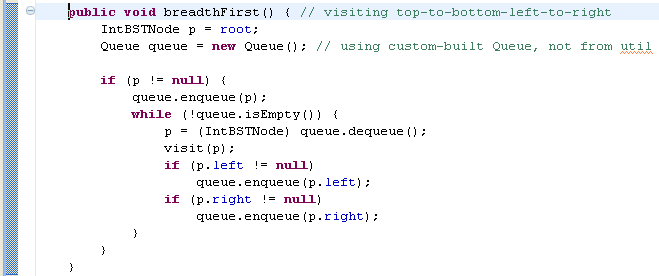 public void breadthFirst() { // visiting top-to-bottom-left-to-right
IntBSTNode p = root;
Queue queue = new Queue(); // using custom-built Queue, not from util
if (p != null) {
queue.enqueue(p);
while (!queue.isEmpty()) {
p = (IntBSTNode) queue.dequeue();
visit(p);
if (p.left != null)
queue.enqueue(p.left);
if (p.right != null)
queue.enqueue(p.right);
}
}
}